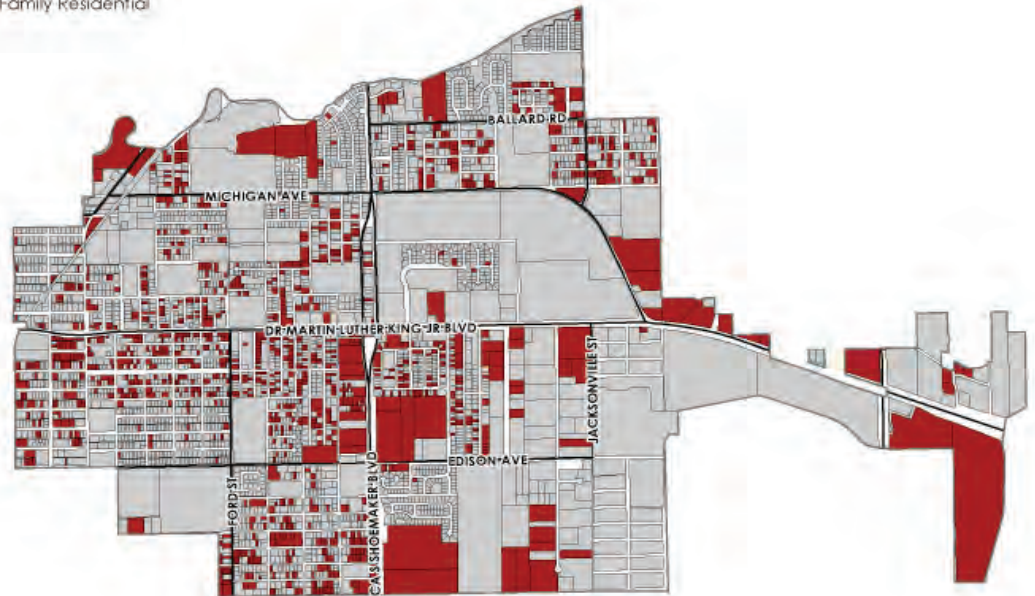 Family Residential
BALLARD RD
MICHIGAN AVE
DR MARTIN LUTHER KING JR BLVD
JACKSONVILLE ST
EDISON AVE
FORD ST
CAS SHOEMAKER BLVD